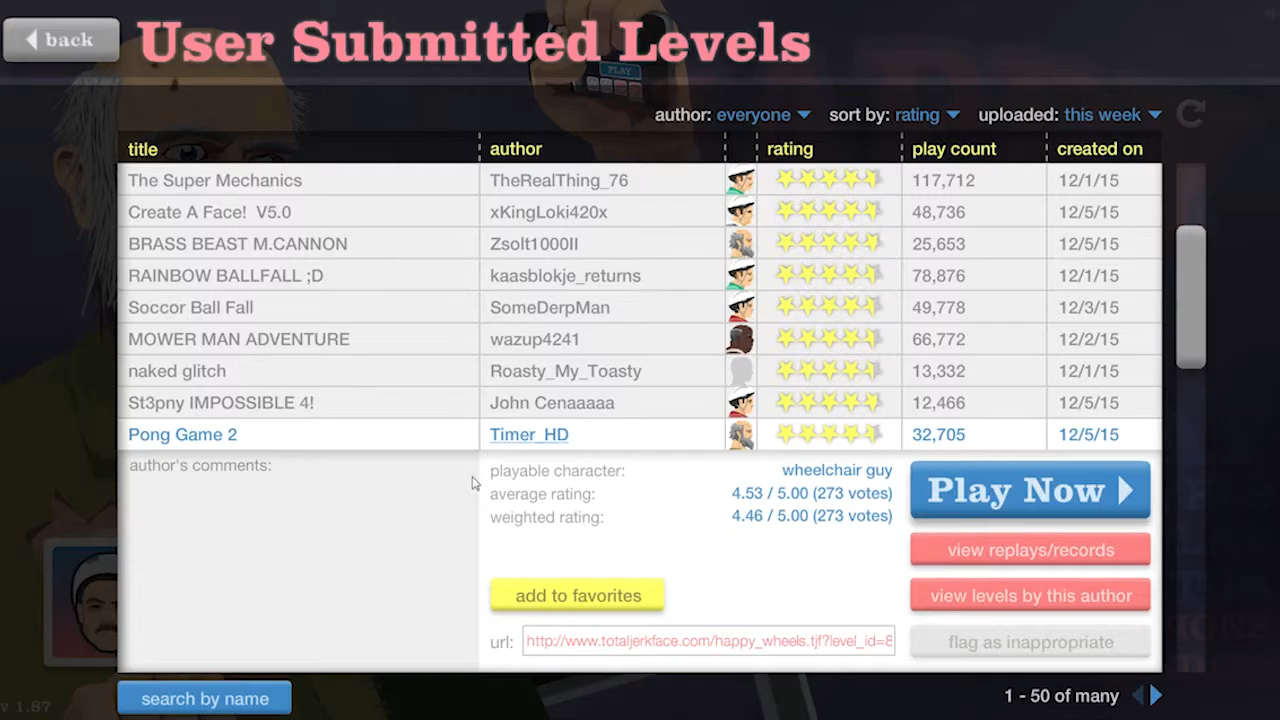 back
User Submitted Levels
PLAY
author: everyone sort by: rating uploaded: this week
title author rating play count created on
The Super Mechanics TheRealThing_76 117,712 12/1/15
Create A Face! V5.0 xKingLoki420x 48,736 12/5/15
BRASS BEAST M.CANNON Zsolt1000II 25,653 12/5/15
RAINBOW BALLFALL ;D kaasblokje_returns 78,876 12/1/15
Soccor Ball Fall SomeDerpMan 49,778 12/3/15
MOWER MAN ADVENTURE wazup4241 66,772 12/2/15
naked glitch Roasty_My_Toasty 13,332 12/1/15
St3pny IMPOSSIBLE 4! John Cenaaaaa 12,466 12/5/15
Pong Game 2 Timer_HD 32,705 12/5/15
author's comments:
playable character: wheelchair guy
average rating: 4.53 / 5.00 (273 votes)
weighted rating: 4.46 / 5.00 (273 votes)
Play Now
view replays/records
add to favorites
view levels by this author
url: http://www.totaljerkface.com/happy_wheels.tjf?level_id=8
flag as inappropriate
search by name
1 - 50 of many
v 1.87